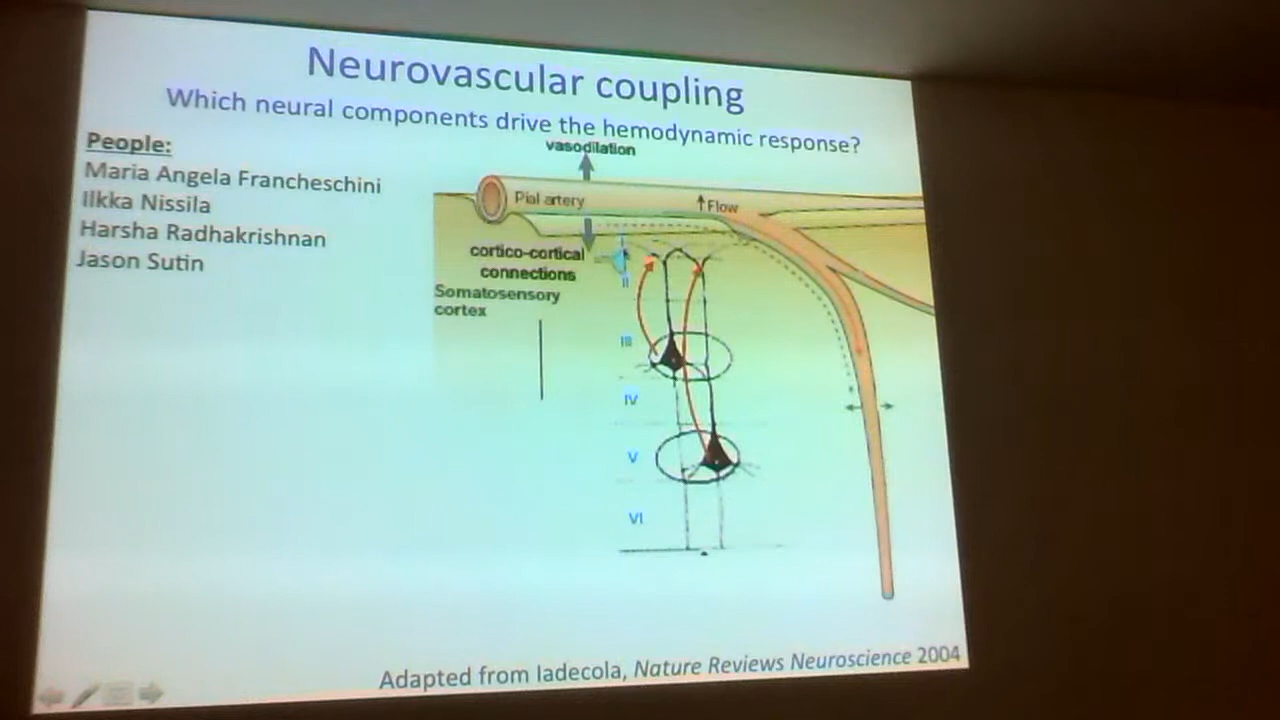 Neurovascular coupling
Which neural components drive the hemodynamic response?
People:
Maria Angela Francheschini
Ilkka Nissila
Harsha Radhakrishnan
Jason Sutin
vasodilation
Pial artery
Flow
cortico-cortical
connections
Somatosensory
cortex
II
III
IV
V
VI
Adapted from Iadecola, Nature Reviews Neuroscience 2004